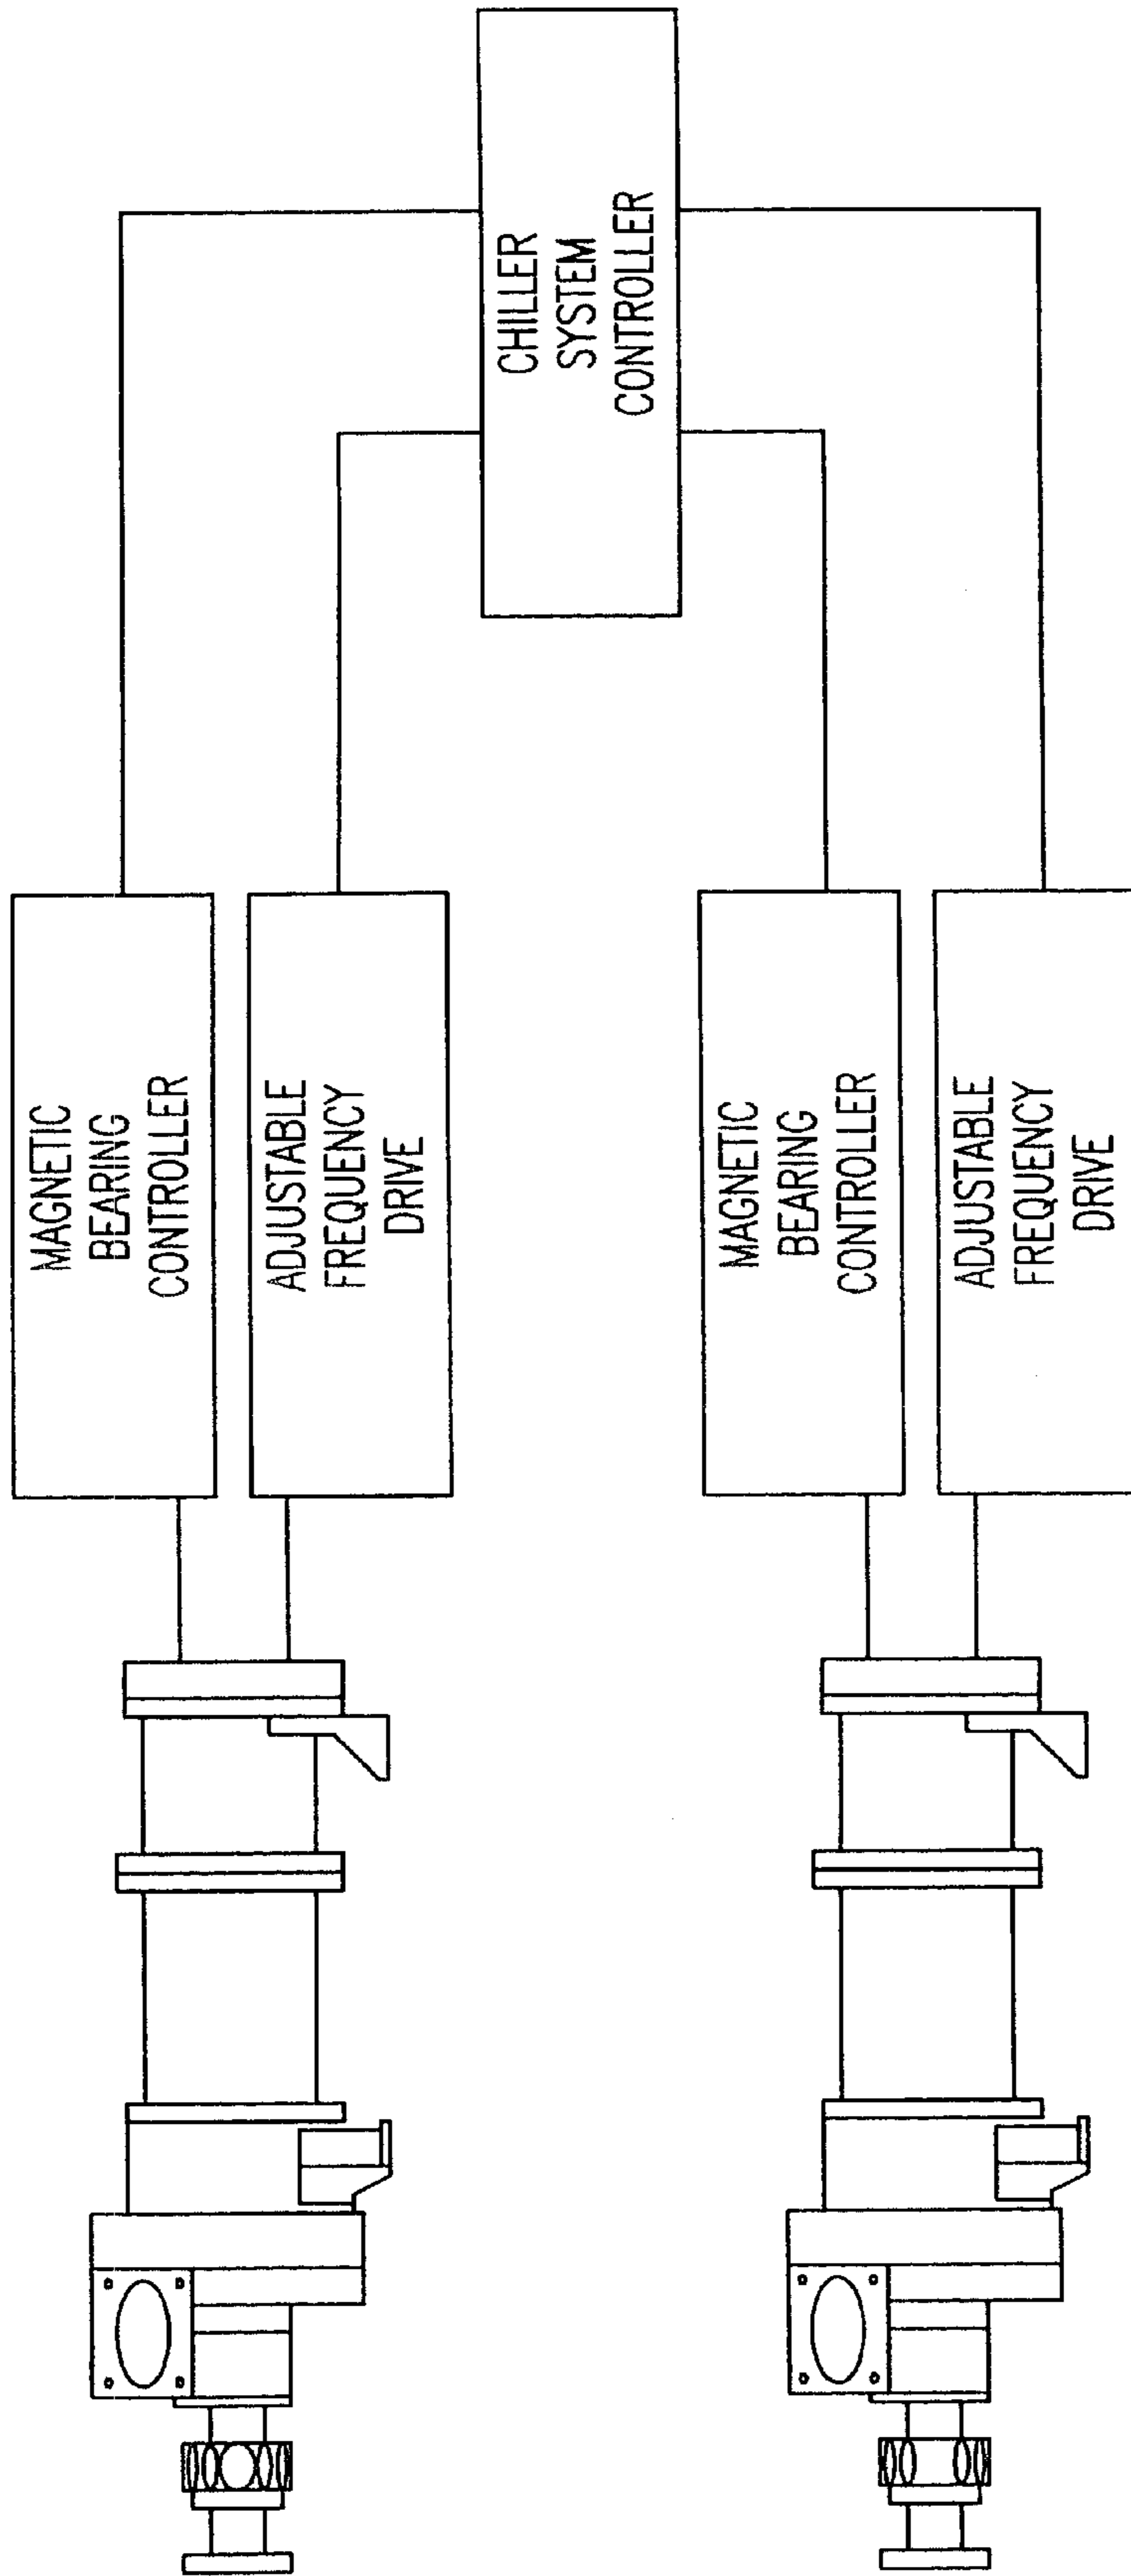 MAGNETIC
BEARING
CONTROLLER
ADJUSTABLE
FREQUENCY
DRIVE
CHILLER
SYSTEM
CONTROLLER
MAGNETIC
BEARING
CONTROLLER
ADJUSTABLE
FREQUENCY
DRIVE